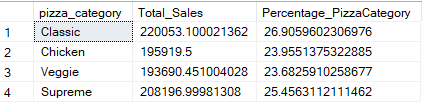 pizza_category Total_Sales Percentage_PizzaCategory
1 Classic 220053.100021362 26.9059602306976
2 Chicken 195919.5 23.9551375322885
3 Veggie 193690.451004028 23.6825910258677
4 Supreme 208196.99981308 25.4563112111462